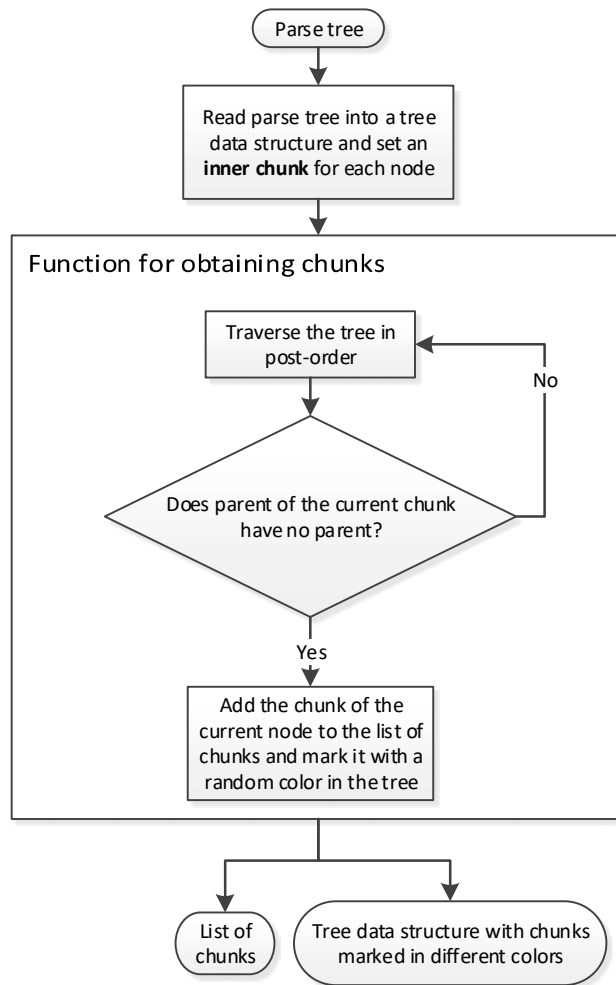 Parse tree
Read parse tree into a tree
data structure and set an
inner chunk for each node
Function for obtaining chunks
Traverse the tree in
post-order
No
Does parent of the current chunk
have no parent?
Yes
Add the chunk of the
current node to the list of
chunks and mark it with a
random color in the tree
List of
chunks
Tree data structure with chunks
marked in different colors